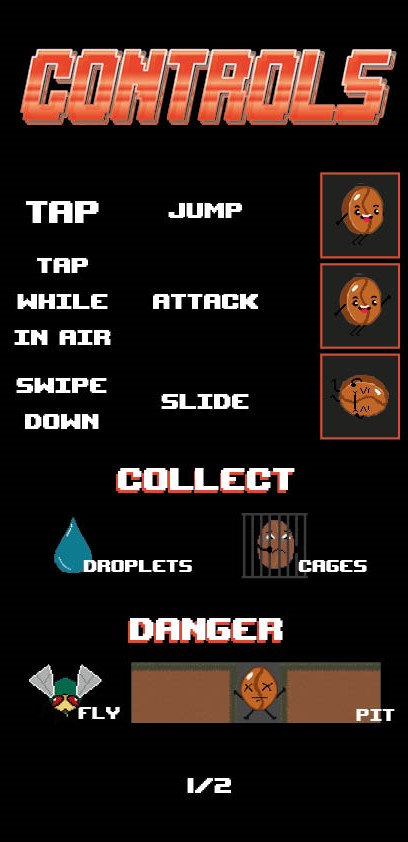 CONTROLS
TAP
JUMP
TAP
WHILE
IN AIR
ATTACK
SWIPE
DOWN
SLIDE
COLLECT
DROPLETS
CAGES
DANGER
FLY
PIT
1/2